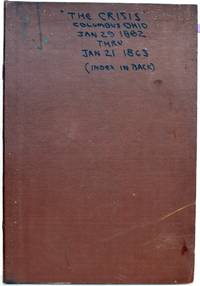 "THE CRISIS"
COLUMBUS OHIO
JAN 29 1862
THRU
JAN 21 1863
(INDEX IN BACK)